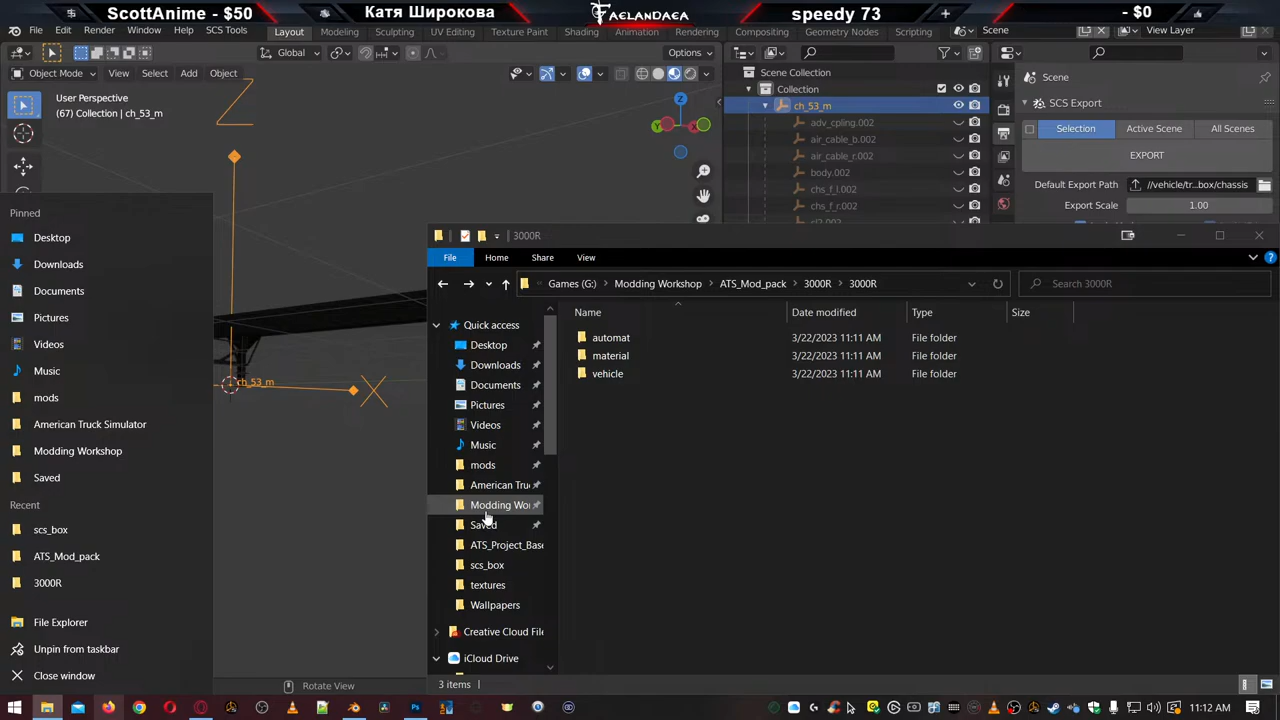 ScottAnime - $50
Катя Широкова
FAELANDAEA
speedy 73
- $0
File
Edit
Render
Window
Help
SCS Tools
Layout
Modeling
Sculpting
UV Editing
Texture Paint
Shading
Animation
Rendering
Compositing
Geometry Nodes
Scripting
Scene
View Layer
Global
Options
Object Mode
View
Select
Add
Object
User Perspective
(67) Collection | ch_53_m
Z
X
Y
ch_53_m
Z
Scene Collection
Collection
ch_53_m
adv_cpling.002
air_cable_b.002
air_cable_r.002
body.002
chs_f_l.002
chs_f_r.002
Scene
SCS Export
Selection
Active Scene
All Scenes
EXPORT
Default Export Path
//vehicle/tr...box/chassis
Export Scale
1.00
Pinned
Desktop
Downloads
Documents
Pictures
Videos
Music
mods
American Truck Simulator
Modding Workshop
Saved
Recent
scs_box
ATS_Mod_pack
3000R
File Explorer
Unpin from taskbar
Close window
3000R
File
Home
Share
View
Games (G:)
Modding Workshop
ATS_Mod_pack
3000R
3000R
Search 3000R
Name
Date modified
Type
Size
automat
3/22/2023 11:11 AM
File folder
material
3/22/2023 11:11 AM
File folder
vehicle
3/22/2023 11:11 AM
File folder
Quick access
Desktop
Downloads
Documents
Pictures
Videos
Music
mods
American Tru
Modding Wor
Saved
ATS_Project_Base
scs_box
textures
Wallpapers
Creative Cloud File
iCloud Drive
3 items
Rotate View
11:12 AM